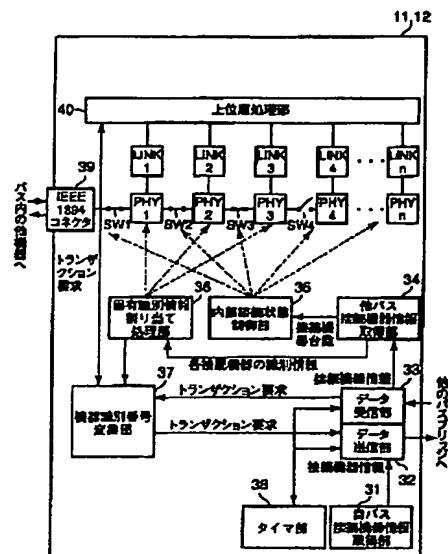 11,12
40
上位層処理部
39
LINK
1
LINK
2
LINK
3
LINK
4
LINK
n
IEEE
1394
コネクタ
PHY
1
PHY
2
PHY
3
PHY
4
PHY
n
SW1
SW2
SW3
SW4
トランザ
クション
要求
36
固有識別情報
割り当て
処理部
35
内部接続状態
制御部
34
他バス
接続機器情報
取得部
接続機
器台数
各接続機器の識別情報
37
機器識別番号
変換部
トランザクション要求
接続機器情報
33
データ
受信部
トランザクション要求
データ
送信部
32
接続機器情報
他のバスブリッジへ
38
タイマ部
31
自バス
接続機器情報
取得部